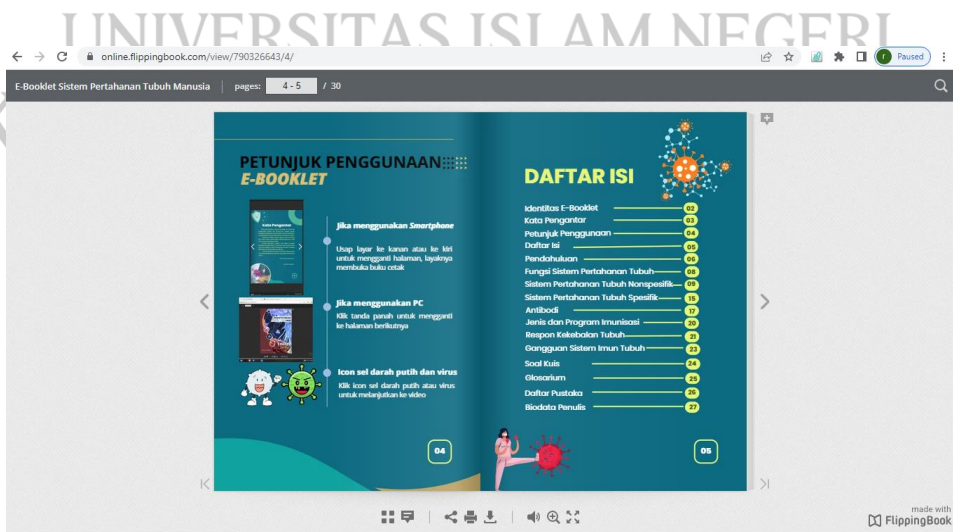 UNIVERSITAS ISLAM NEGERI
online.flippingbook.com/view/790326643/4/
Paused
E-Booklet Sistem Pertahanan Tubuh Manusia | pages: 4 - 5 / 30
PETUNJUK PENGGUNAAN
E-BOOKLET
Kata Pengantar
Jika menggunakan Smartphone
Usap layar ke kanan atau ke kiri
untuk mengganti halaman, layaknya
membuka buku cetak
Jika menggunakan PC
Klik tanda panah untuk mengganti
ke halaman berikutnya
Icon sel darah putih dan virus
Klik icon sel darah putih atau virus
untuk melanjutkan ke video
04
DAFTAR ISI
Identitas E-Booklet 02
Kata Pengantar 03
Petunjuk Penggunaan 04
Daftar Isi 05
Pendahuluan 06
Fungsi Sistem Pertahanan Tubuh 08
Sistem Pertahanan Tubuh Nonspesifik 09
Sistem Pertahanan Tubuh Spesifik 15
Antibodi 17
Jenis dan Program Imunisasi 20
Respon Kekebalan Tubuh 21
Gangguan Sistem Imun Tubuh 23
Soal Kuis 24
Glosarium 25
Daftar Pustaka 26
Biodata Penulis 27
05
made with
FlippingBook